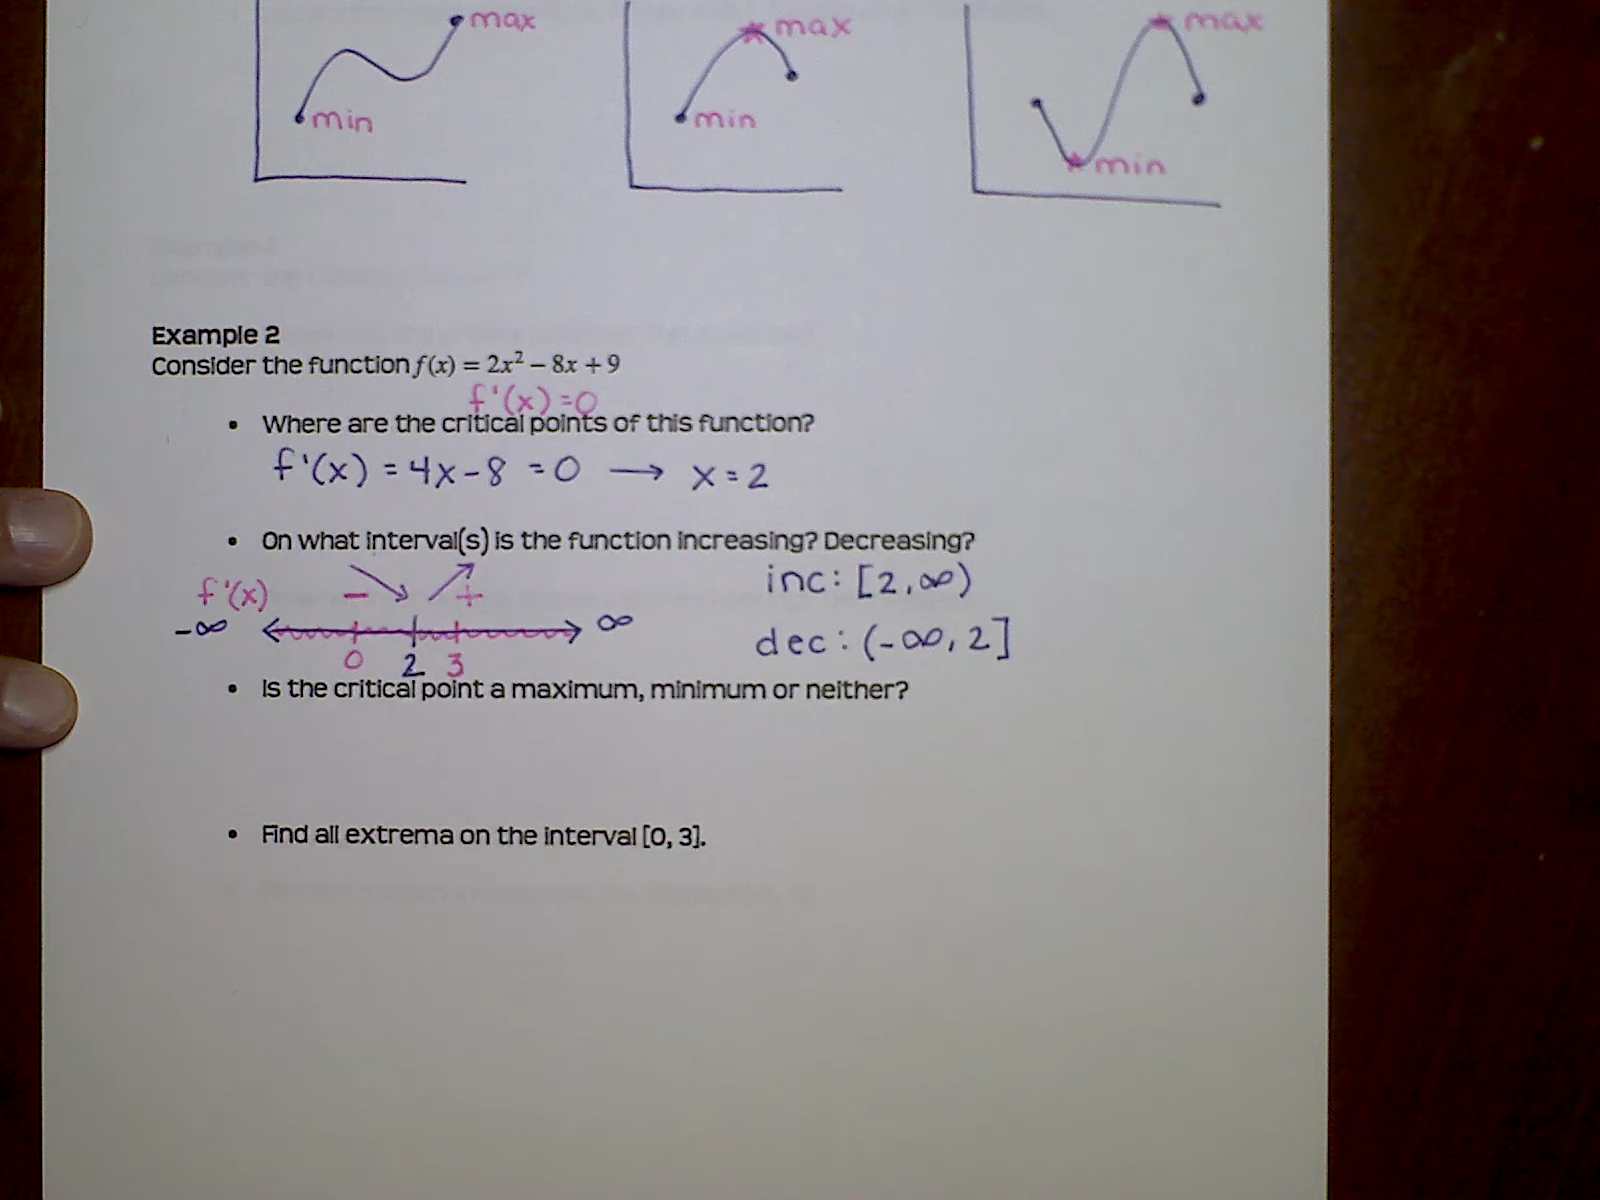 max max max
min min
min
Example 2
Consider the function f(x) = 2x² – 8x + 9
f'(x) = 0
• Where are the critical points of this function?
f'(x) = 4x - 8 = 0 → x = 2
• On what interval(s) is the function increasing? Decreasing?
f'(x) − + inc: [2, ∞)
-∞ ∞ dec: (-∞, 2]
0 2 3
• Is the critical point a maximum, minimum or neither?
• Find all extrema on the interval [0, 3].